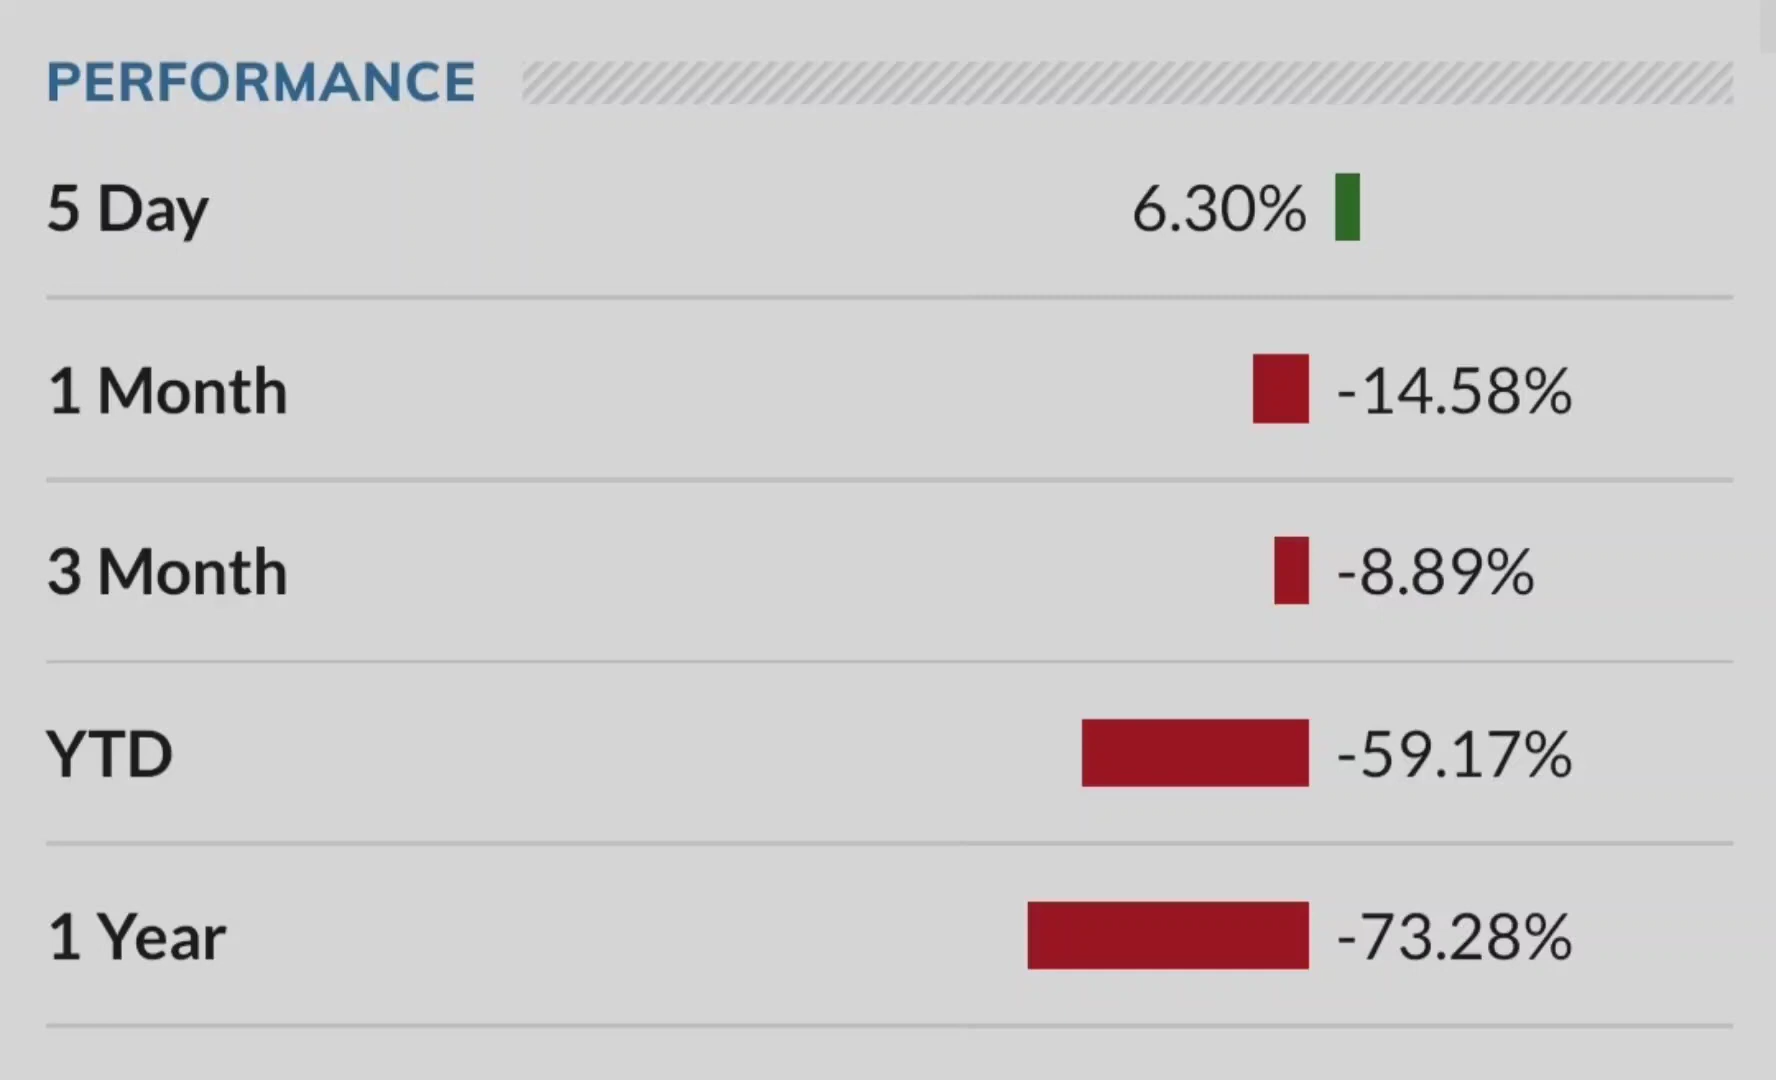 PERFORMANCE
5 Day 6.30%
1 Month -14.58%
3 Month -8.89%
YTD -59.17%
1 Year -73.28%